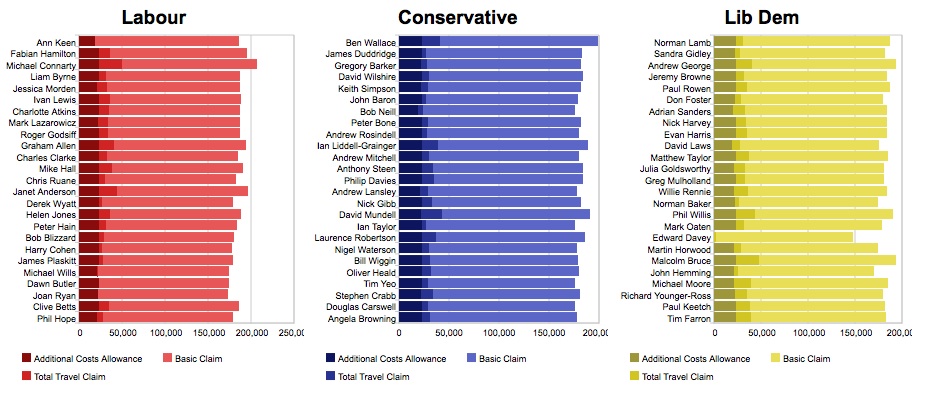 Labour
Ann Keen
Fabian Hamilton
Michael Connarty
Liam Byrne
Jessica Morden
Ivan Lewis
Charlotte Atkins
Mark Lazarowicz
Roger Godsiff
Graham Allen
Charles Clarke
Mike Hall
Chris Ruane
Janet Anderson
Derek Wyatt
Helen Jones
Peter Hain
Bob Blizzard
Harry Cohen
James Plaskitt
Michael Wills
Dawn Butler
Joan Ryan
Clive Betts
Phil Hope
0 50,000 100,000 150,000 200,000 250,0
Additional Costs Allowance Basic Claim
Total Travel Claim
Conservative
Ben Wallace
James Duddridge
Gregory Barker
David Wilshire
Keith Simpson
John Baron
Bob Neill
Peter Bone
Andrew Rosindell
Ian Liddell-Grainger
Andrew Mitchell
Anthony Steen
Philip Davies
Andrew Lansley
Nick Gibb
David Mundell
Ian Taylor
Laurence Robertson
Nigel Waterson
Bill Wiggin
Oliver Heald
Tim Yeo
Stephen Crabb
Douglas Carswell
Angela Browning
0 50,000 100,000 150,000 200,00
Additional Costs Allowance Basic Claim
Total Travel Claim
Lib Dem
Norman Lamb
Sandra Gidley
Andrew George
Jeremy Browne
Paul Rowen
Don Foster
Adrian Sanders
Nick Harvey
Evan Harris
David Laws
Matthew Taylor
Julia Goldsworthy
Greg Mulholland
Willie Rennie
Norman Baker
Phil Willis
Mark Oaten
Edward Davey
Martin Horwood
Malcolm Bruce
John Hemming
Michael Moore
Richard Younger-Ross
Paul Keetch
Tim Farron
0 50,000 100,000 150,000 200,0
Additional Costs Allowance Basic Claim
Total Travel Claim